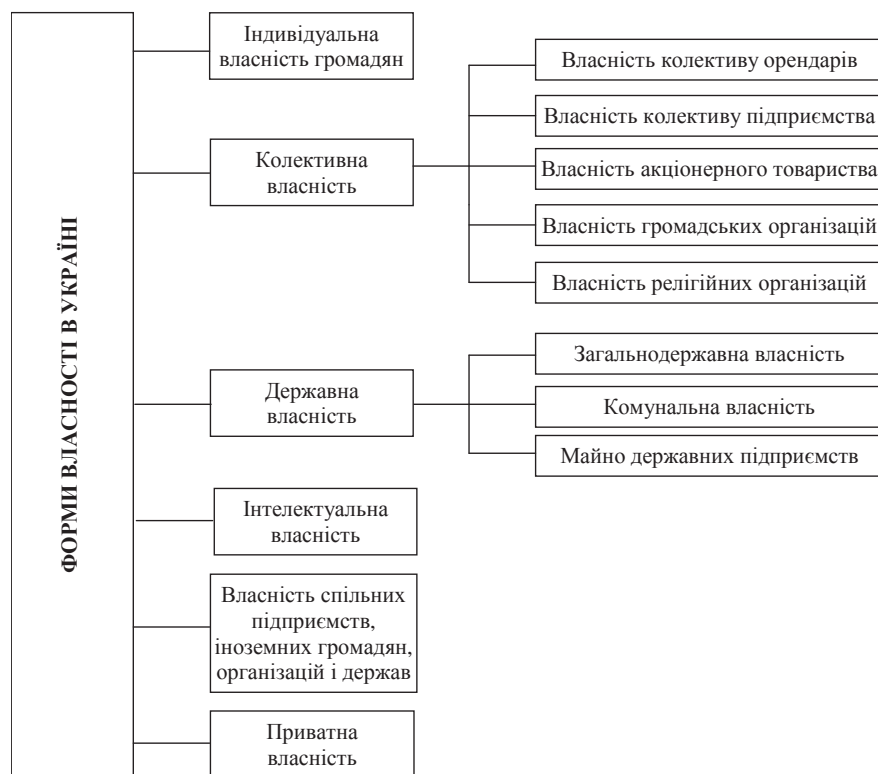 ФОРМИ ВЛАСНОСТІ В УКРАЇНІ
Індивідуальна
власність громадян
Колективна
власність
Власність колективу орендарів
Власність колективу підприємства
Власність акціонерного товариства
Власність громадських організацій
Власність релігійних організацій
Державна
власність
Загальнодержавна власність
Комунальна власність
Майно державних підприємств
Інтелектуальна
власність
Власність спільних
підприємств,
іноземних громадян,
організацій і держав
Приватна
власність